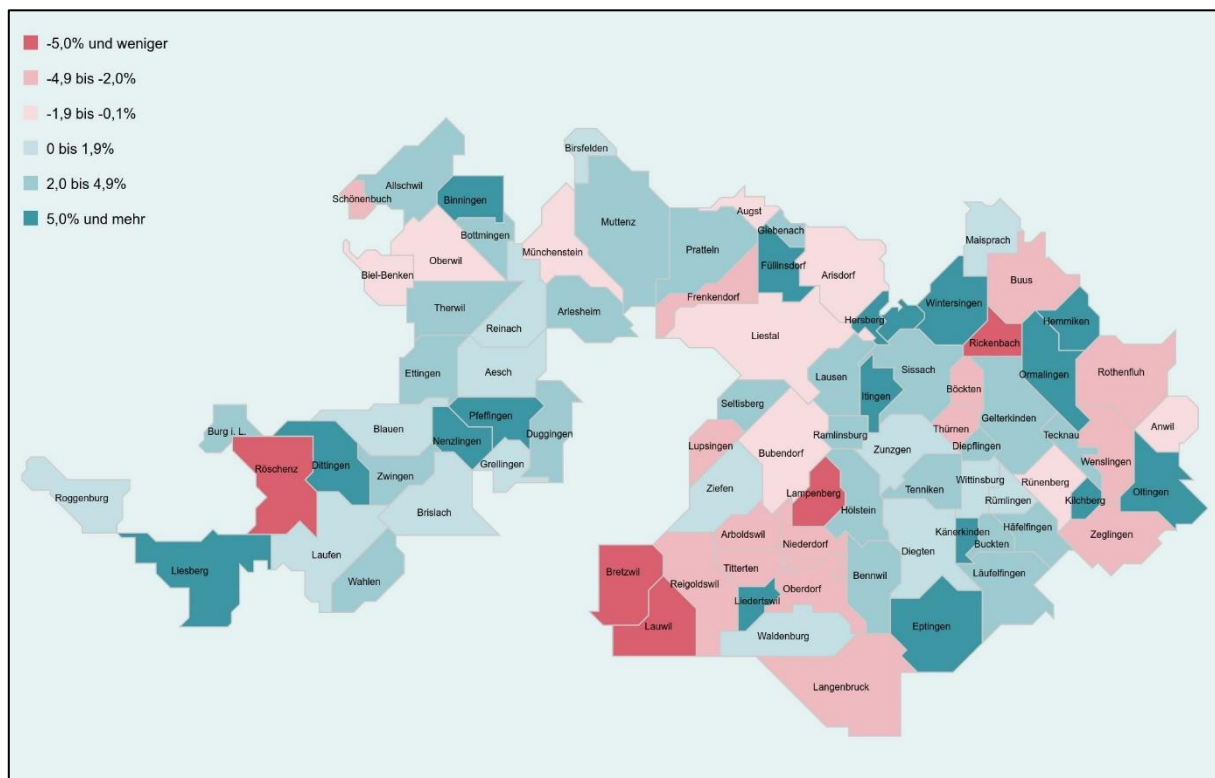 -5,0% und weniger
-4,9 bis -2,0%
-1,9 bis -0,1%
0 bis 1,9%
2,0 bis 4,9%
5,0% und mehr
Birsfelden
Allschwil
Schönenbuch
Binningen
Bottmingen
Muttenz
Augst
Giebenach
Maisprach
Oberwil
Münchenstein
Pratteln
Füllinsdorf
Arisdorf
Biel-Benken
Buus
Frenkendorf
Wintersingen
Therwil
Arlesheim
Hersberg
Hemmiken
Reinach
Liestal
Rickenbach
Ettingen
Aesch
Lausen
Sissach
Ormalingen
Rothenfluh
Itingen
Böckten
Seltisberg
Gelterkinden
Pfeffingen
Burg i. L.
Blauen
Nenzlingen
Duggingen
Ramlinsburg
Thürnen
Tecknau
Anwil
Lupsingen
Bubendorf
Zunzgen
Diepflingen
Röschenz
Dittingen
Zwingen
Grellingen
Wenslingen
Roggenburg
Ziefen
Lampenberg
Tenniken
Wittinsburg
Rünenberg
Oltingen
Brislach
Hölstein
Rümlingen
Kilchberg
Laufen
Arboldswil
Niederdorf
Känerkinden
Häfelfingen
Zeglingen
Diegten
Buckten
Liesberg
Wahlen
Bretzwil
Reigoldswil
Titterten
Bennwil
Läufelfingen
Liedertswil
Oberdorf
Lauwil
Waldenburg
Eptingen
Langenbruck